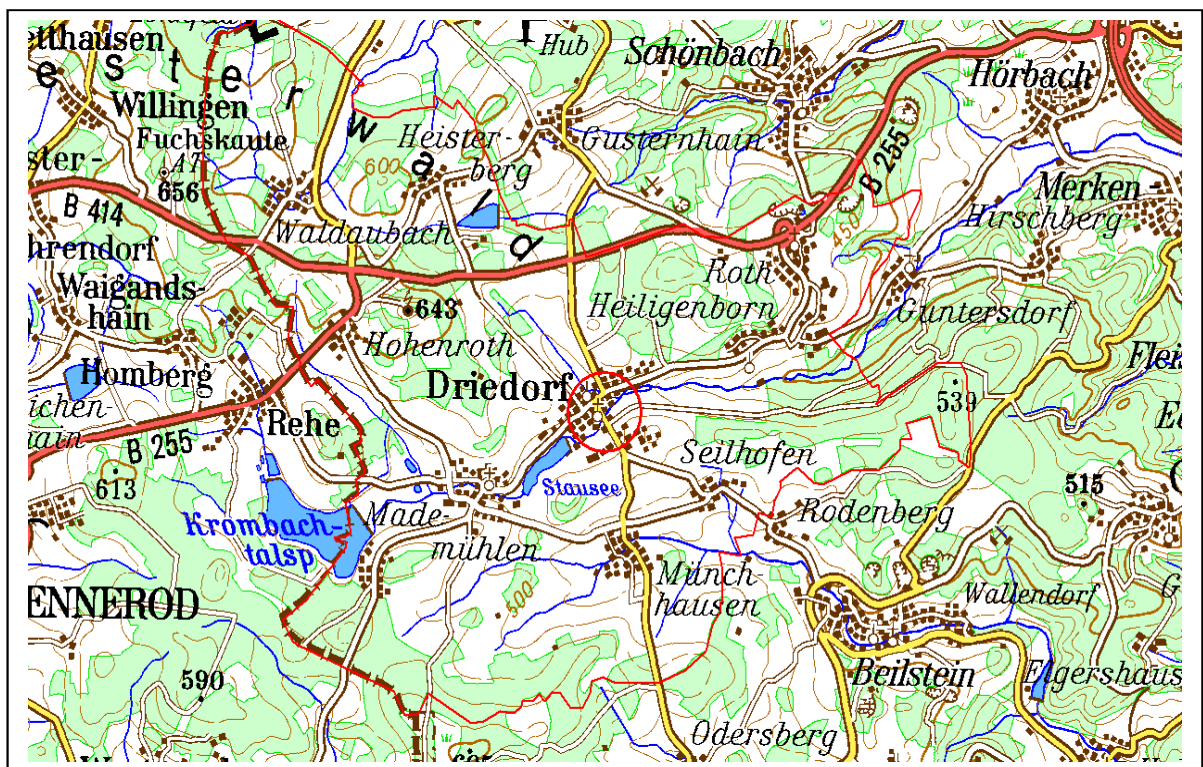 etthausen
Hub
Schönbach
Hörbach
L
e s t e r
w a l d
Willingen
Fuchskaute
AT
656
Heister-
berg
600
Gusternhain
B 255
ster-
B 414
Merken-
Hirschberg
Waldaubach
450
hrendorf
Waigands-
hain
643
Roth
Heiligenborn
Guntersdorf
Hohenroth
Homberg
Driedorf
Fleis
ichen-
hain
Rehe
539
B 255
Seilhofen
613
Stausee
515
Krombach-
talsp
Made-
mühlen
Rodenberg
ENNEROD
500
Münch-
hausen
Wallendorf
G
590
Beilstein
Elgershaus
Odersberg